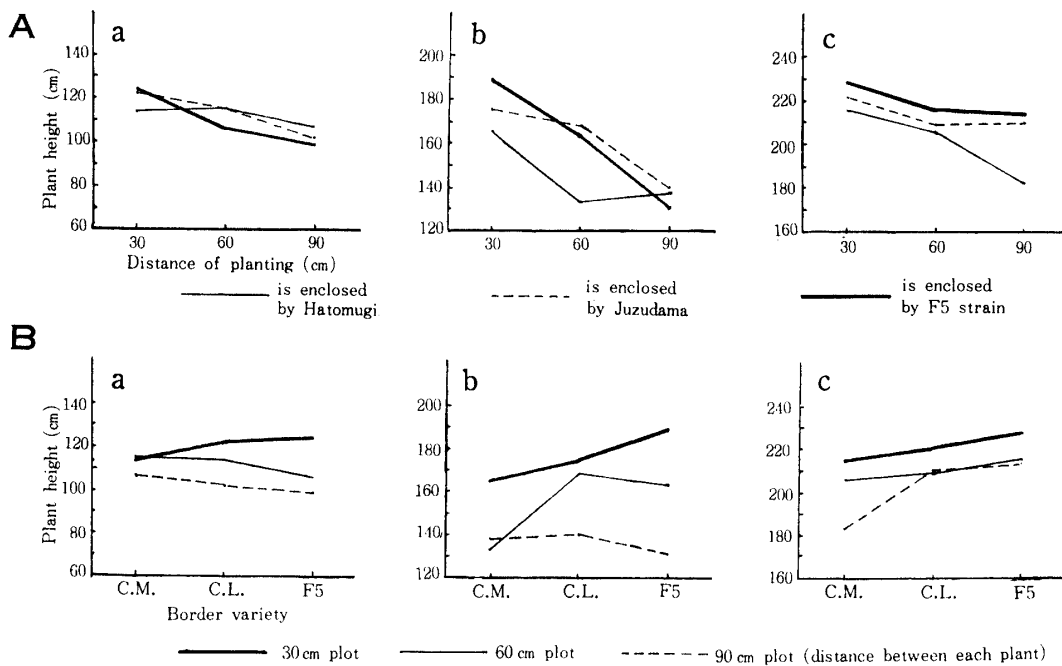 A
a
b
c
Plant height (cm)
140
120
100
80
60
200
180
160
140
120
220
200
180
160
30 60 90
30 60 90
30 60 90
Distance of planting (cm)
is enclosed
by Hatomugi
is enclosed
by Juzudama
is enclosed
by F5 strain
B
a
b
c
Plant height (cm)
140
120
100
80
60
200
180
160
140
120
240
220
200
180
160
C.M. C.L. F5
C.M. C.L. F5
C.M. C.L. F5
Border variety
30 cm plot
60 cm plot
90 cm plot (distance between each plant)